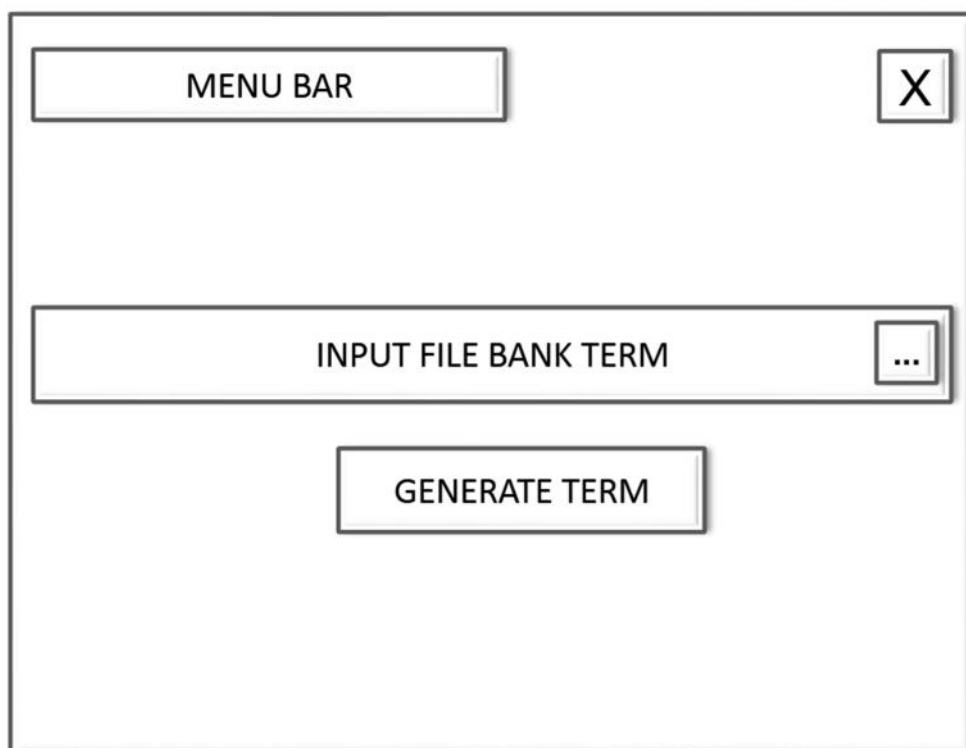 MENU BAR
X
INPUT FILE BANK TERM
...
GENERATE TERM